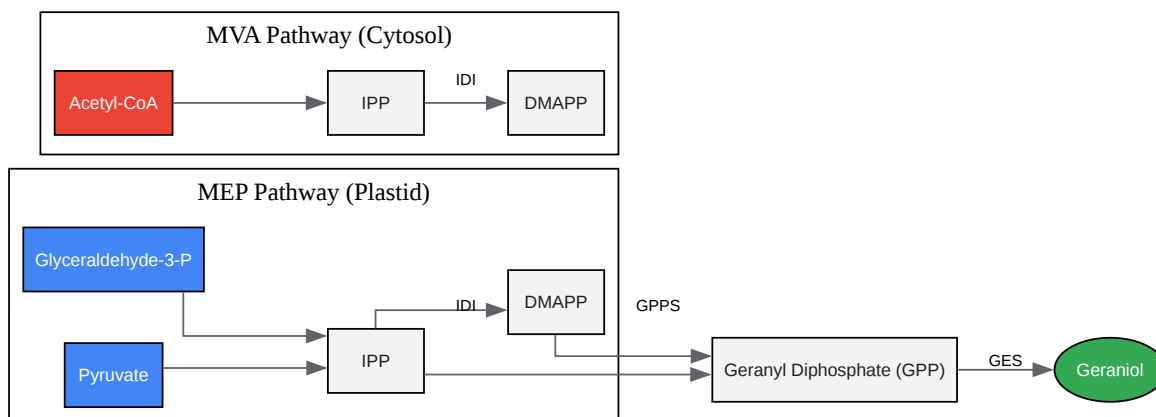 MVA Pathway (Cytosol)
Acetyl-CoA
IPP
IDI
DMAPP
MEP Pathway (Plastid)
Glyceraldehyde-3-P
Pyruvate
IPP
IDI
DMAPP
GPPS
Geranyl Diphosphate (GPP)
GES
Geraniol